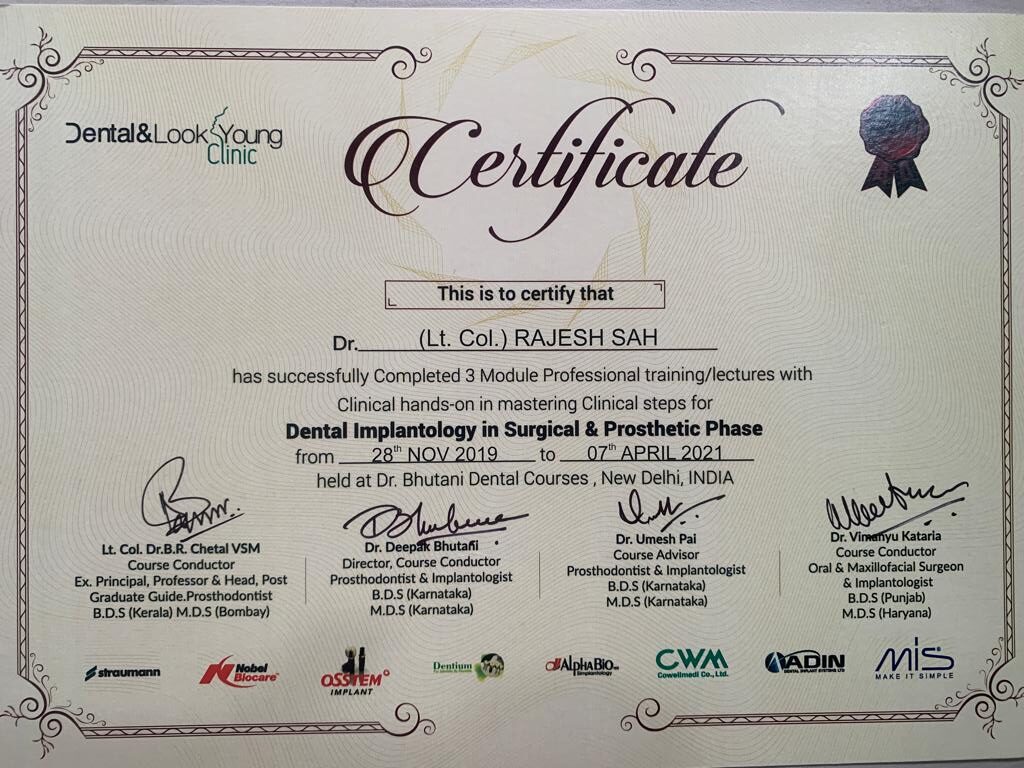 Dental&Look Young
Clinic
Certificate
This is to certify that
Dr. (Lt. Col.) RAJESH SAH
has successfully Completed 3 Module Professional training/lectures with
Clinical hands-on in mastering Clinical steps for
Dental Implantology in Surgical & Prosthetic Phase
from 28th NOV 2019 to 07th APRIL 2021
held at Dr. Bhutani Dental Courses , New Delhi, INDIA
Lt. Col. Dr.B.R. Chetal VSM
Course Conductor
Ex. Principal, Professor & Head, Post
Graduate Guide.Prosthodontist
B.D.S (Kerala) M.D.S (Bombay)
Dr. Deepak Bhutani
Director, Course Conductor
Prosthodontist & Implantologist
B.D.S (Karnataka)
M.D.S (Karnataka)
Dr. Umesh Pai
Course Advisor
Prosthodontist & Implantologist
B.D.S (Karnataka)
M.D.S (Karnataka)
Dr. Vimanyu Kataria
Course Conductor
Oral & Maxillofacial Surgeon
& Implantologist
B.D.S (Punjab)
M.D.S (Haryana)
straumann
Nobel
Biocare
OSSTEM
IMPLANT
Dentium
AlphaBio
Simplantology
CWM
Cowellmedi Co., Ltd.
ADIN
DENTAL IMPLANT SYSTEMS LTD
MIS
MAKE IT SIMPLE